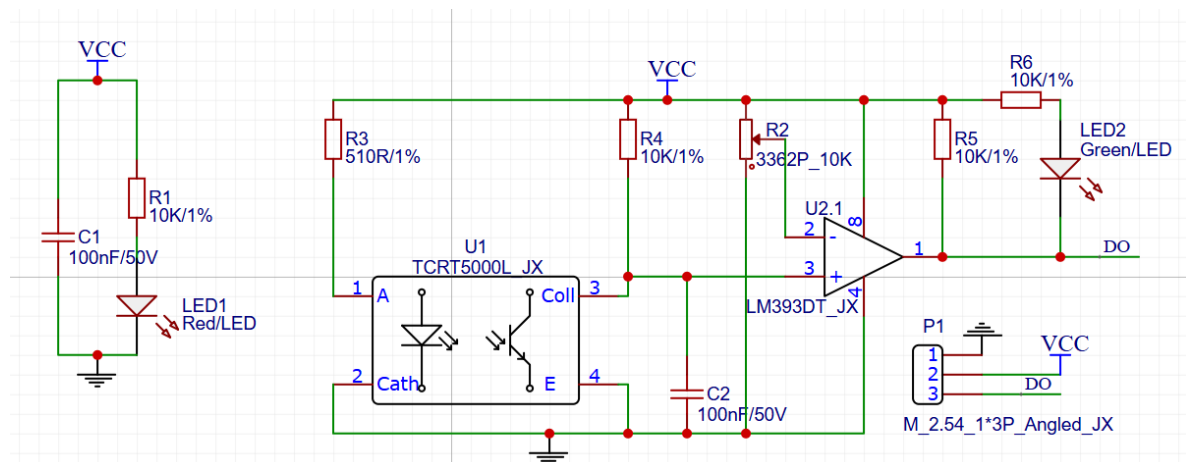 VCC
R1
10K/1%
C1
100nF/50V
LED1
Red/LED
VCC
R3
510R/1%
R4
10K/1%
R2
3362P_10K
R6
10K/1%
R5
10K/1%
LED2
Green/LED
U2.1
2
-
3
+
8
4
1
LM393DT_JX
DO
U1
TCRT5000L_JX
1
A
2
Cath
Coll
3
E
4
C2
100nF/50V
P1
1
2
3
VCC
DO
M_2.54_1*3P_Angled_JX